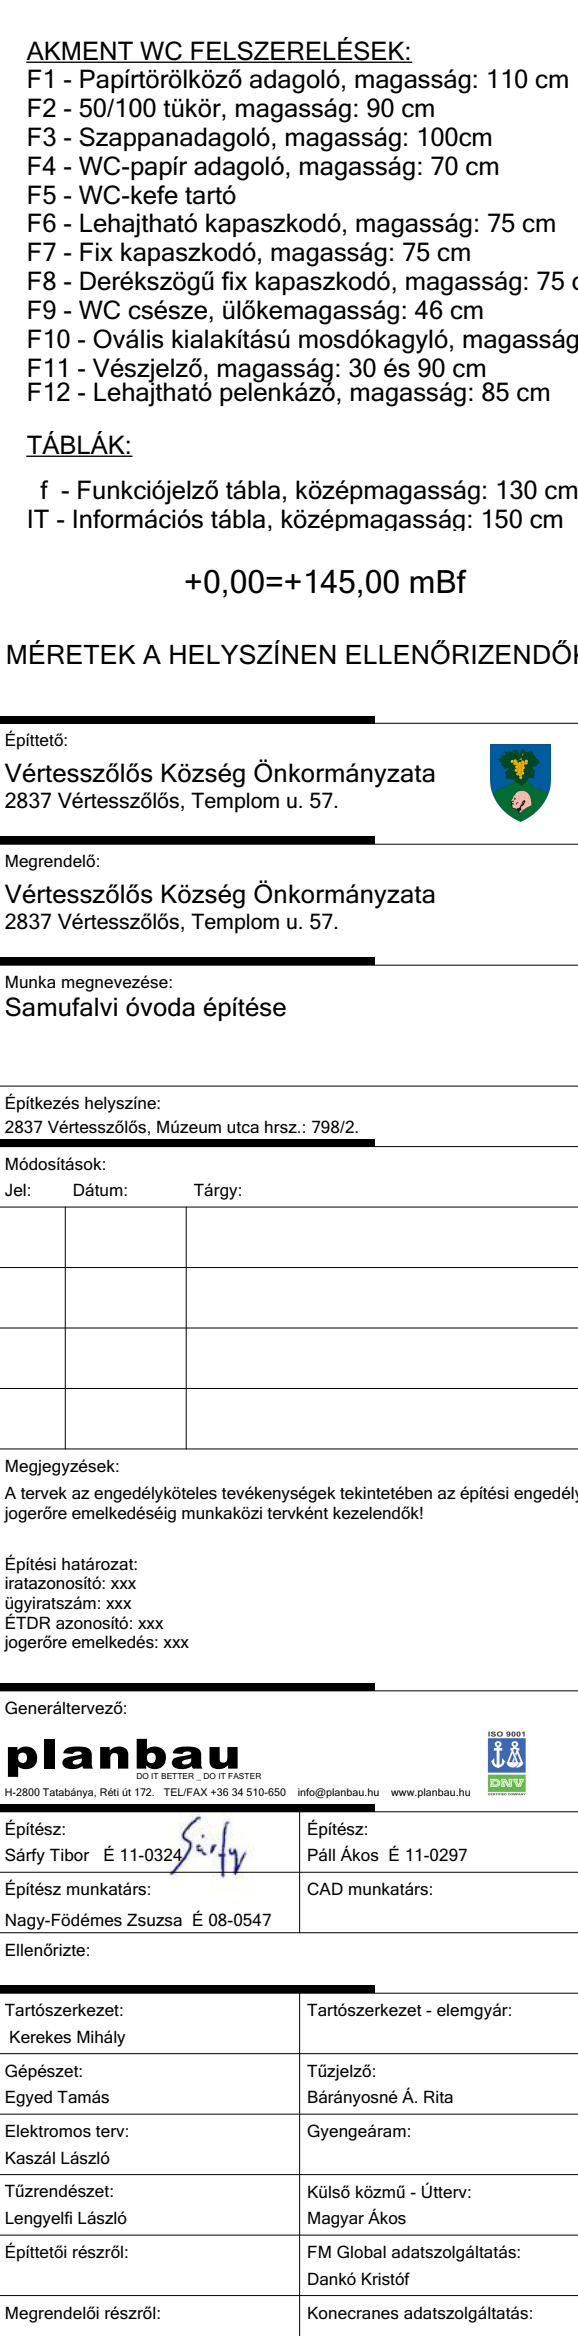 AKMENT WC FELSZERELÉSEK:
F1 - Papírtörölköző adagoló, magasság: 110 cm
F2 - 50/100 tükör, magasság: 90 cm
F3 - Szappanadagoló, magasság: 100cm
F4 - WC-papír adagoló, magasság: 70 cm
F5 - WC-kefe tartó
F6 - Lehajtható kapaszkodó, magasság: 75 cm
F7 - Fix kapaszkodó, magasság: 75 cm
F8 - Derékszögű fix kapaszkodó, magasság: 75 c
F9 - WC csésze, ülőkemagasság: 46 cm
F10 - Ovális kialakítású mosdókagyló, magasság
F11 - Vészjelző, magasság: 30 és 90 cm
F12 - Lehajtható pelenkázó, magasság: 85 cm
TÁBLÁK:
f - Funkciójelző tábla, középmagasság: 130 cm
IT - Információs tábla, középmagasság: 150 cm
+0,00=+145,00 mBf
MÉRETEK A HELYSZÍNEN ELLENŐRIZENDŐK
Építtető:
Vértesszőlős Község Önkormányzata
2837 Vértesszőlős, Templom u. 57.
Megrendelő:
Vértesszőlős Község Önkormányzata
2837 Vértesszőlős, Templom u. 57.
Munka megnevezése:
Samufalvi óvoda építése
Építkezés helyszíne:
2837 Vértesszőlős, Múzeum utca hrsz.: 798/2.
Módosítások:
Jel: Dátum: Tárgy:
Megjegyzések:
A tervek az engedélyköteles tevékenységek tekintetében az építési engedély
jogerőre emelkedéséig munkaközi tervként kezelendők!
Építési határozat:
iratazonosító: xxx
ügyiratszám: xxx
ÉTDR azonosító: xxx
jogerőre emelkedés: xxx
Generáltervező:
ISO 9001
planbau
DO IT BETTER _ DO IT FASTER
DNV
CERTIFIED COMPANY
H-2800 Tatabánya, Réti út 172. TEL/FAX +36 34 510-650 info@planbau.hu www.planbau.hu
Építész: Építész:
Sárfy Tibor É 11-0324 Sárfy Páll Ákos É 11-0297
Építész munkatárs: CAD munkatárs:
Nagy-Födémes Zsuzsa É 08-0547
Ellenőrizte:
Tartószerkezet: Tartószerkezet - elemgyár:
Kerekes Mihály
Gépészet: Tűzjelző:
Egyed Tamás Bárányosné Á. Rita
Elektromos terv: Gyengeáram:
Kaszál László
Tűzrendészet: Külső közmű - Útterv:
Lengyelfi László Magyar Ákos
Építtetői részről: FM Global adatszolgáltatás:
Dankó Kristóf
Megrendelői részről: Konecranes adatszolgáltatás: